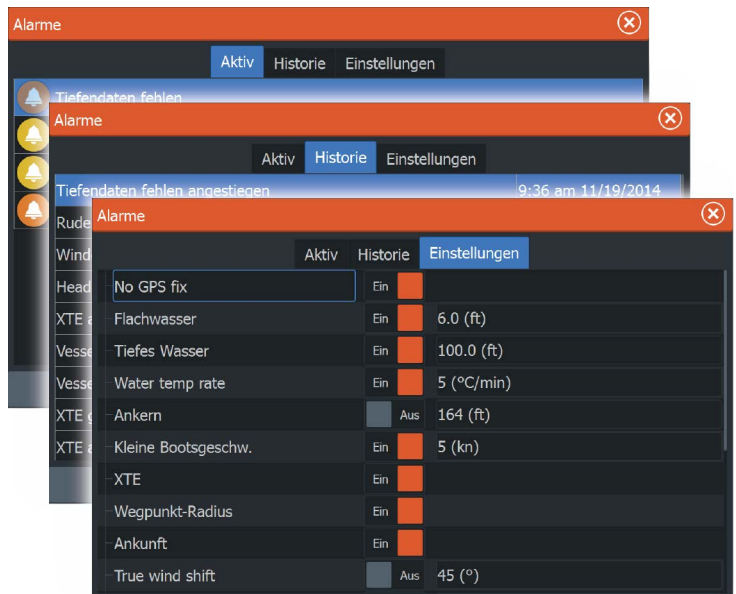 Alarme
Aktiv Historie Einstellungen
Tiefendaten fehlen
Alarme
Aktiv Historie Einstellungen
Tiefendaten fehlen angestiegen 9:36 am 11/19/2014
Rude
Wind
Head
XTE
Vesse
Vesse
XTE
XTE
Alarme
Aktiv Historie Einstellungen
No GPS fix Ein
Flachwasser Ein 6.0 (ft)
Tiefes Wasser Ein 100.0 (ft)
Water temp rate Ein 5 (°C/min)
Ankern Aus 164 (ft)
Kleine Bootsgeschw. Ein 5 (kn)
XTE Ein
Wegpunkt-Radius Ein
Ankunft Ein
True wind shift Aus 45 (°)